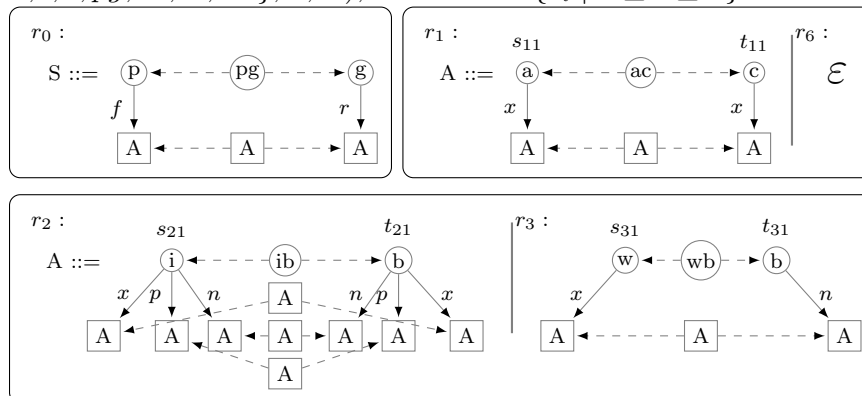 r₀ : r₁ : s₁₁ t₁₁ r₆ :
S ::= p pg g A ::= a ac c ε
f r x x
A A A A A A
r₂ : s₂₁ t₂₁ r₃ : s₃₁ t₃₁
A ::= i ib b w wb b
x p n A n p x x n
A A A A A A A A A A
A